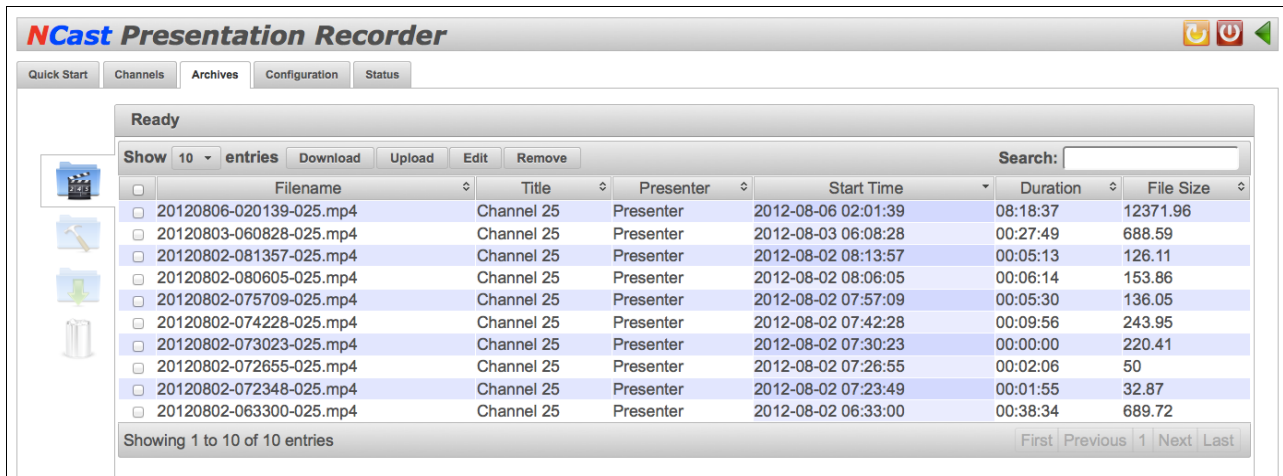 NCast Presentation Recorder
Quick Start Channels Archives Configuration Status
Ready
Show 10 entries Download Upload Edit Remove Search:
Filename Title Presenter Start Time Duration File Size
20120806-020139-025.mp4 Channel 25 Presenter 2012-08-06 02:01:39 08:18:37 12371.96
20120803-060828-025.mp4 Channel 25 Presenter 2012-08-03 06:08:28 00:27:49 688.59
20120802-081357-025.mp4 Channel 25 Presenter 2012-08-02 08:13:57 00:05:13 126.11
20120802-080605-025.mp4 Channel 25 Presenter 2012-08-02 08:06:05 00:06:14 153.86
20120802-075709-025.mp4 Channel 25 Presenter 2012-08-02 07:57:09 00:05:30 136.05
20120802-074228-025.mp4 Channel 25 Presenter 2012-08-02 07:42:28 00:09:56 243.95
20120802-073023-025.mp4 Channel 25 Presenter 2012-08-02 07:30:23 00:00:00 220.41
20120802-072655-025.mp4 Channel 25 Presenter 2012-08-02 07:26:55 00:02:06 50
20120802-072348-025.mp4 Channel 25 Presenter 2012-08-02 07:23:49 00:01:55 32.87
20120802-063300-025.mp4 Channel 25 Presenter 2012-08-02 06:33:00 00:38:34 689.72
Showing 1 to 10 of 10 entries First Previous 1 Next Last